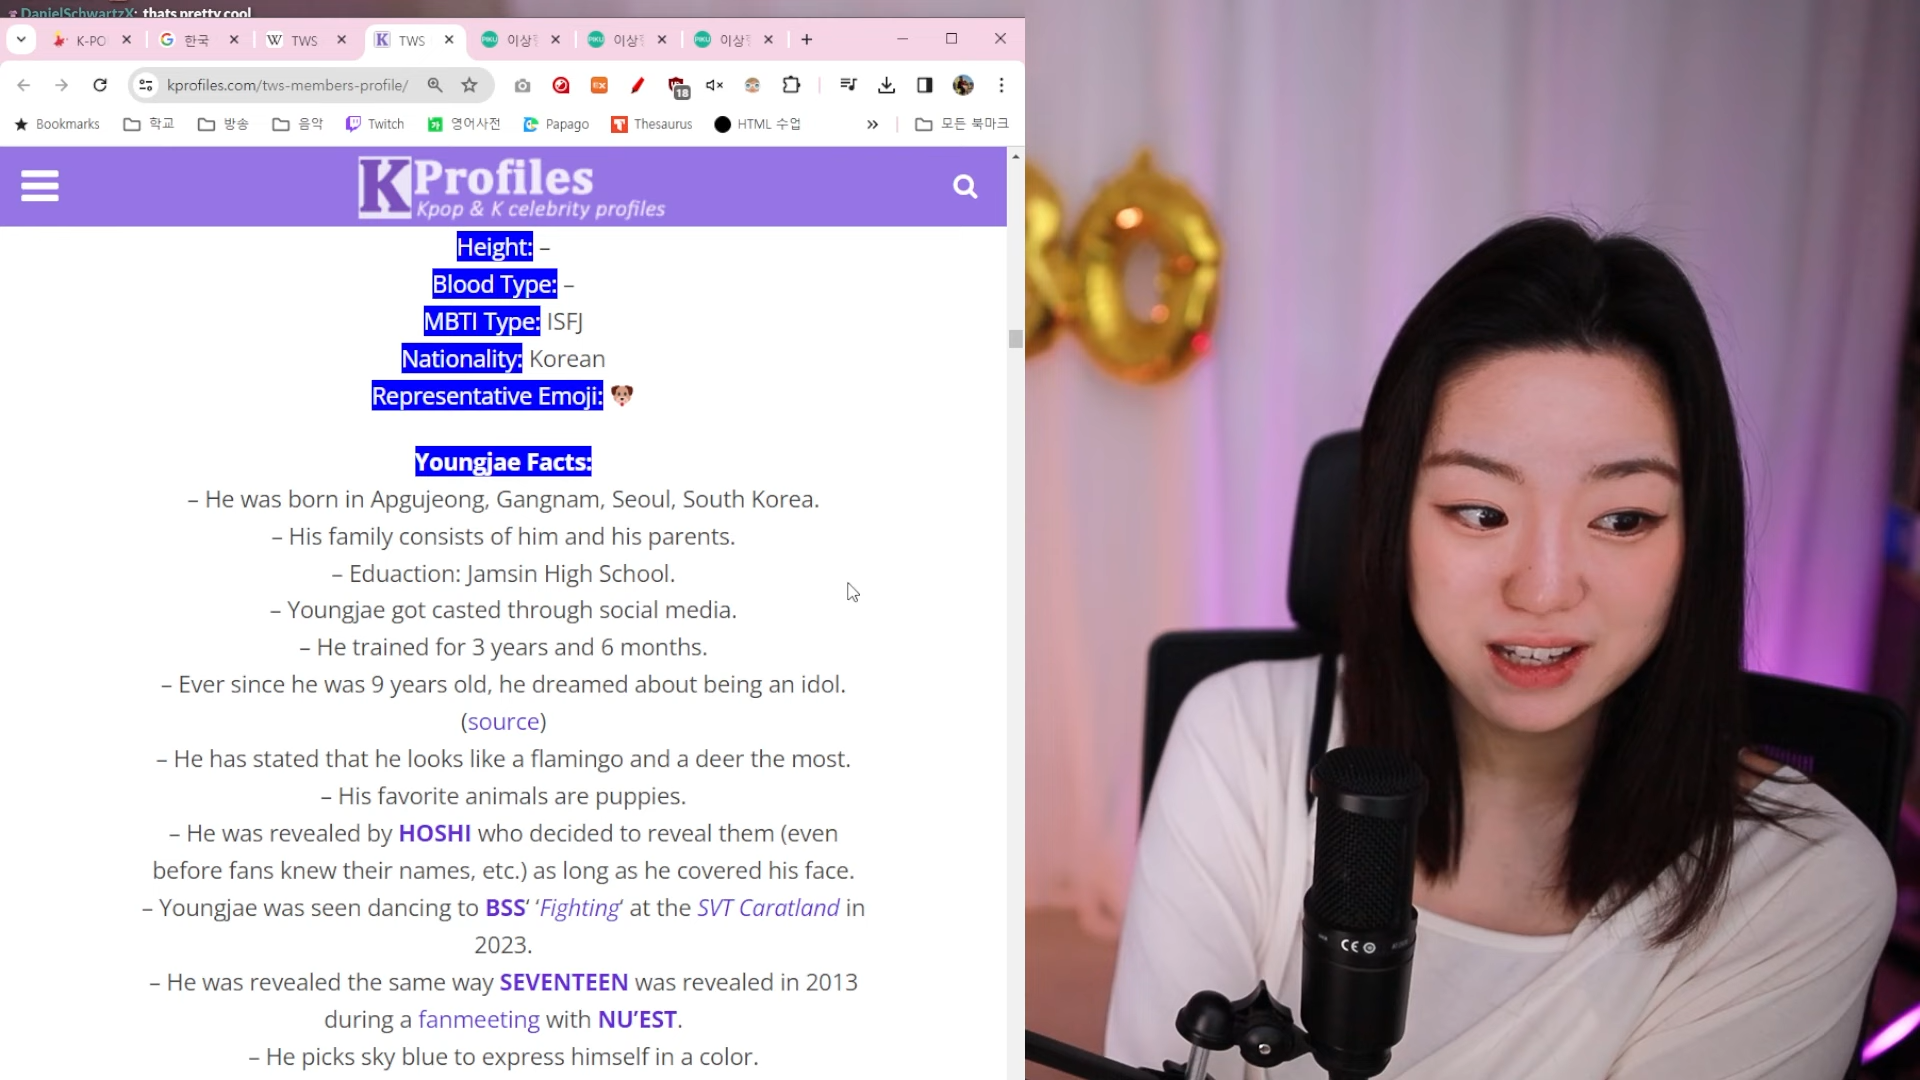 DanielSchwartzX: thats pretty cool
K-PO
한국
W TWS
K TWS
PIKU 이상
PIKU 이상
PIKU 이상
kprofiles.com/tws-members-profile/
18
Bookmarks
학교
방송
음악
Twitch
영어사전
Papago
Thesaurus
HTML 수업
모든 북마크
K Profiles
Kpop & K celebrity profiles
Height: –
Blood Type: –
MBTI Type: ISFJ
Nationality: Korean
Representative Emoji: 🐶
Youngjae Facts:
– He was born in Apgujeong, Gangnam, Seoul, South Korea.
– His family consists of him and his parents.
– Eduaction: Jamsin High School.
– Youngjae got casted through social media.
– He trained for 3 years and 6 months.
– Ever since he was 9 years old, he dreamed about being an idol.
(source)
– He has stated that he looks like a flamingo and a deer the most.
– His favorite animals are puppies.
– He was revealed by HOSHI who decided to reveal them (even
before fans knew their names, etc.) as long as he covered his face.
– Youngjae was seen dancing to BSS‘ ‘Fighting‘ at the SVT Caratland in
2023.
– He was revealed the same way SEVENTEEN was revealed in 2013
during a fanmeeting with NU’EST.
– He picks sky blue to express himself in a color.
CE